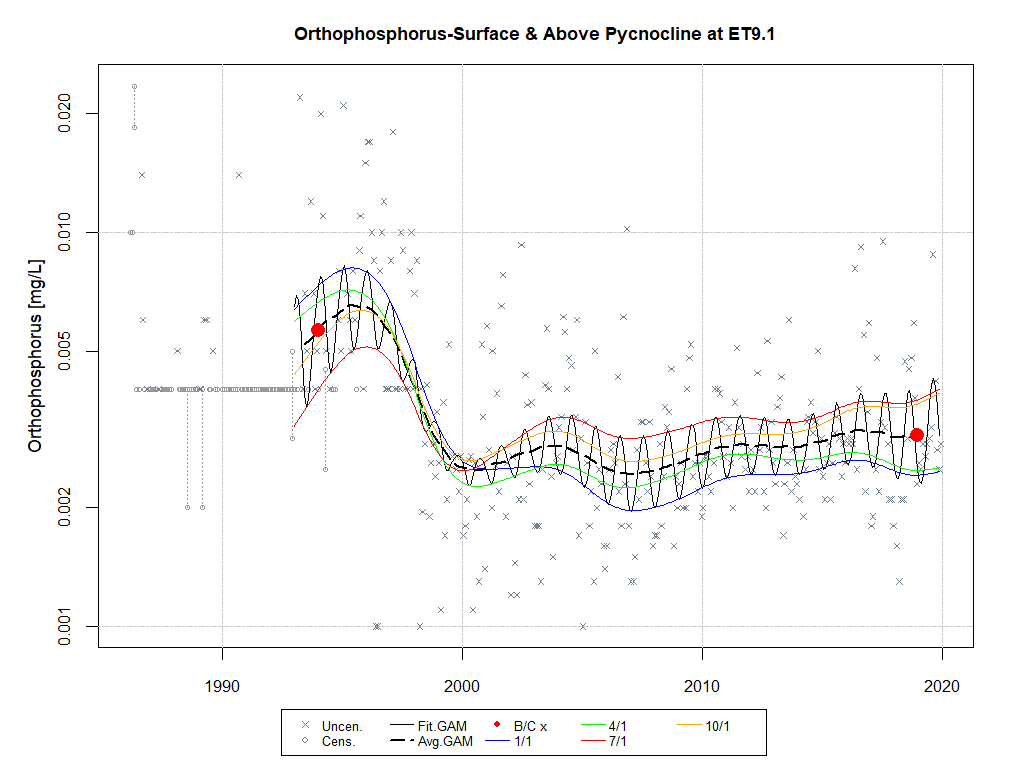 Orthophosphorus-Surface & Above Pycnocline at ET9.1
Orthophosphorus [mg/L]
0.020
0.010
0.005
0.002
0.001
1990 2000 2010 2020
Uncen. Fit.GAM B/C x 4/1 10/1
Cens. Avg.GAM 1/1 7/1